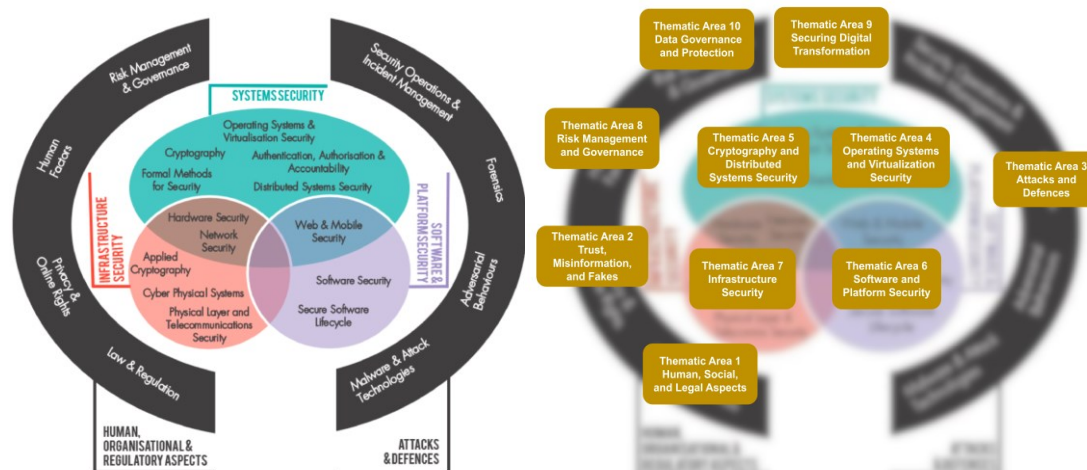 Risk Management
& Governance
Security Operations &
Incident Management
Human
Factors
Forensics
Privacy &
Online Rights
Adversarial
Behaviours
Law & Regulation
Malware & Attack
Technologies
SYSTEMS SECURITY
Operating Systems &
Virtualisation Security
Cryptography
Authentication, Authorisation &
Accountability
Formal Methods
for Security
Distributed Systems Security
INFRASTRUCTURE
SECURITY
SOFTWARE &
PLATFORM SECURITY
Hardware Security
Network
Security
Web & Mobile
Security
Applied
Cryptography
Software Security
Cyber Physical Systems
Secure Software
Lifecycle
Physical Layer and
Telecommunications
Security
HUMAN,
ORGANISATIONAL &
REGULATORY ASPECTS
ATTACKS
& DEFENCES
Thematic Area 10
Data Governance
and Protection
Thematic Area 9
Securing Digital
Transformation
Thematic Area 8
Risk Management
and Governance
Thematic Area 5
Cryptography and
Distributed
Systems Security
Thematic Area 4
Operating Systems
and Virtualization
Security
Thematic Area 3
Attacks and
Defences
Thematic Area 2
Trust,
Misinformation,
and Fakes
Thematic Area 7
Infrastructure
Security
Thematic Area 6
Software and
Platform Security
Thematic Area 1
Human, Social,
and Legal Aspects